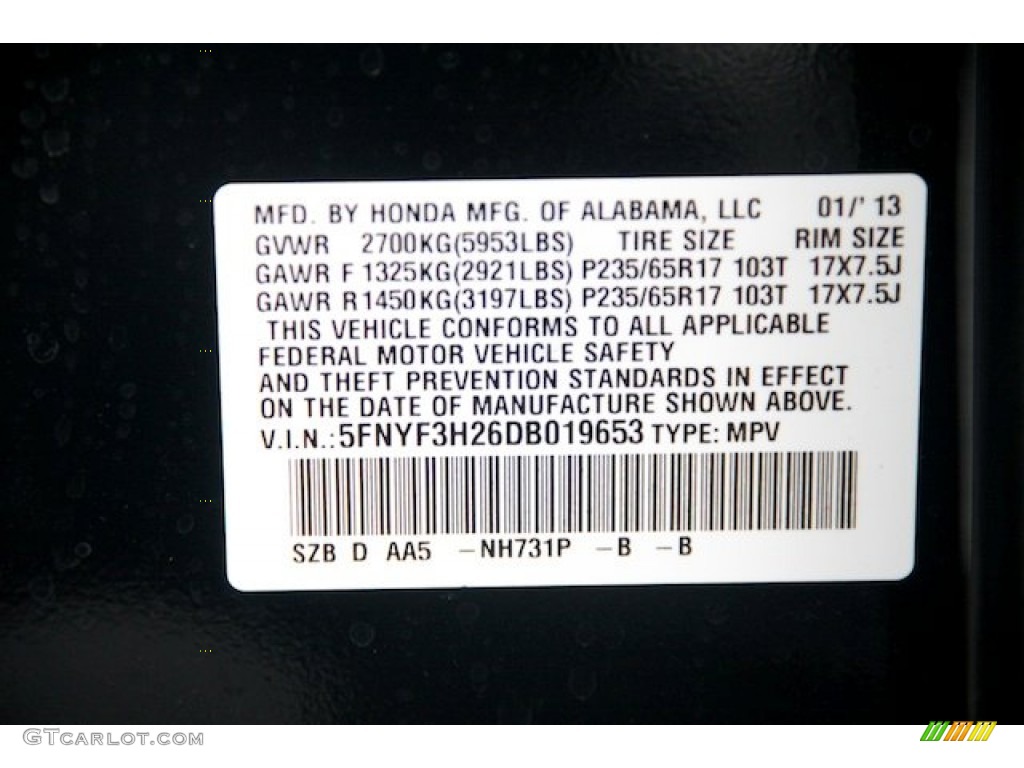 MFD. BY HONDA MFG. OF ALABAMA, LLC 01/'13
GVWR 2700KG(5953LBS) TIRE SIZE RIM SIZE
GAWR F 1325KG(2921LBS) P235/65R17 103T 17X7.5J
GAWR R 1450KG(3197LBS) P235/65R17 103T 17X7.5J
THIS VEHICLE CONFORMS TO ALL APPLICABLE
FEDERAL MOTOR VEHICLE SAFETY
AND THEFT PREVENTION STANDARDS IN EFFECT
ON THE DATE OF MANUFACTURE SHOWN ABOVE.
V.I.N.:5FNYF3H26DB019653 TYPE: MPV
SZB D AA5 -NH731P -B -B
GTCARLOT.COM